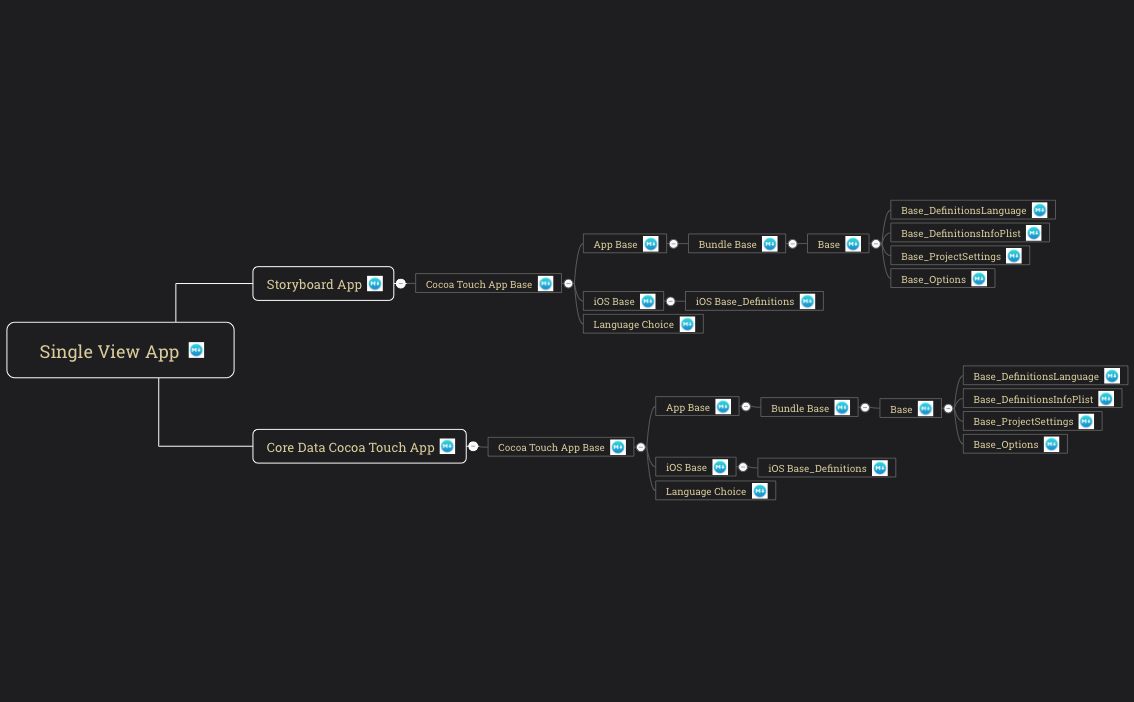 Single View App
Storyboard App
Cocoa Touch App Base
App Base
Bundle Base
Base
Base_DefinitionsLanguage
Base_DefinitionsInfoPlist
Base_ProjectSettings
Base_Options
iOS Base
iOS Base_Definitions
Language Choice
Core Data Cocoa Touch App
Cocoa Touch App Base
App Base
Bundle Base
Base
Base_DefinitionsLanguage
Base_DefinitionsInfoPlist
Base_ProjectSettings
Base_Options
iOS Base
iOS Base_Definitions
Language Choice